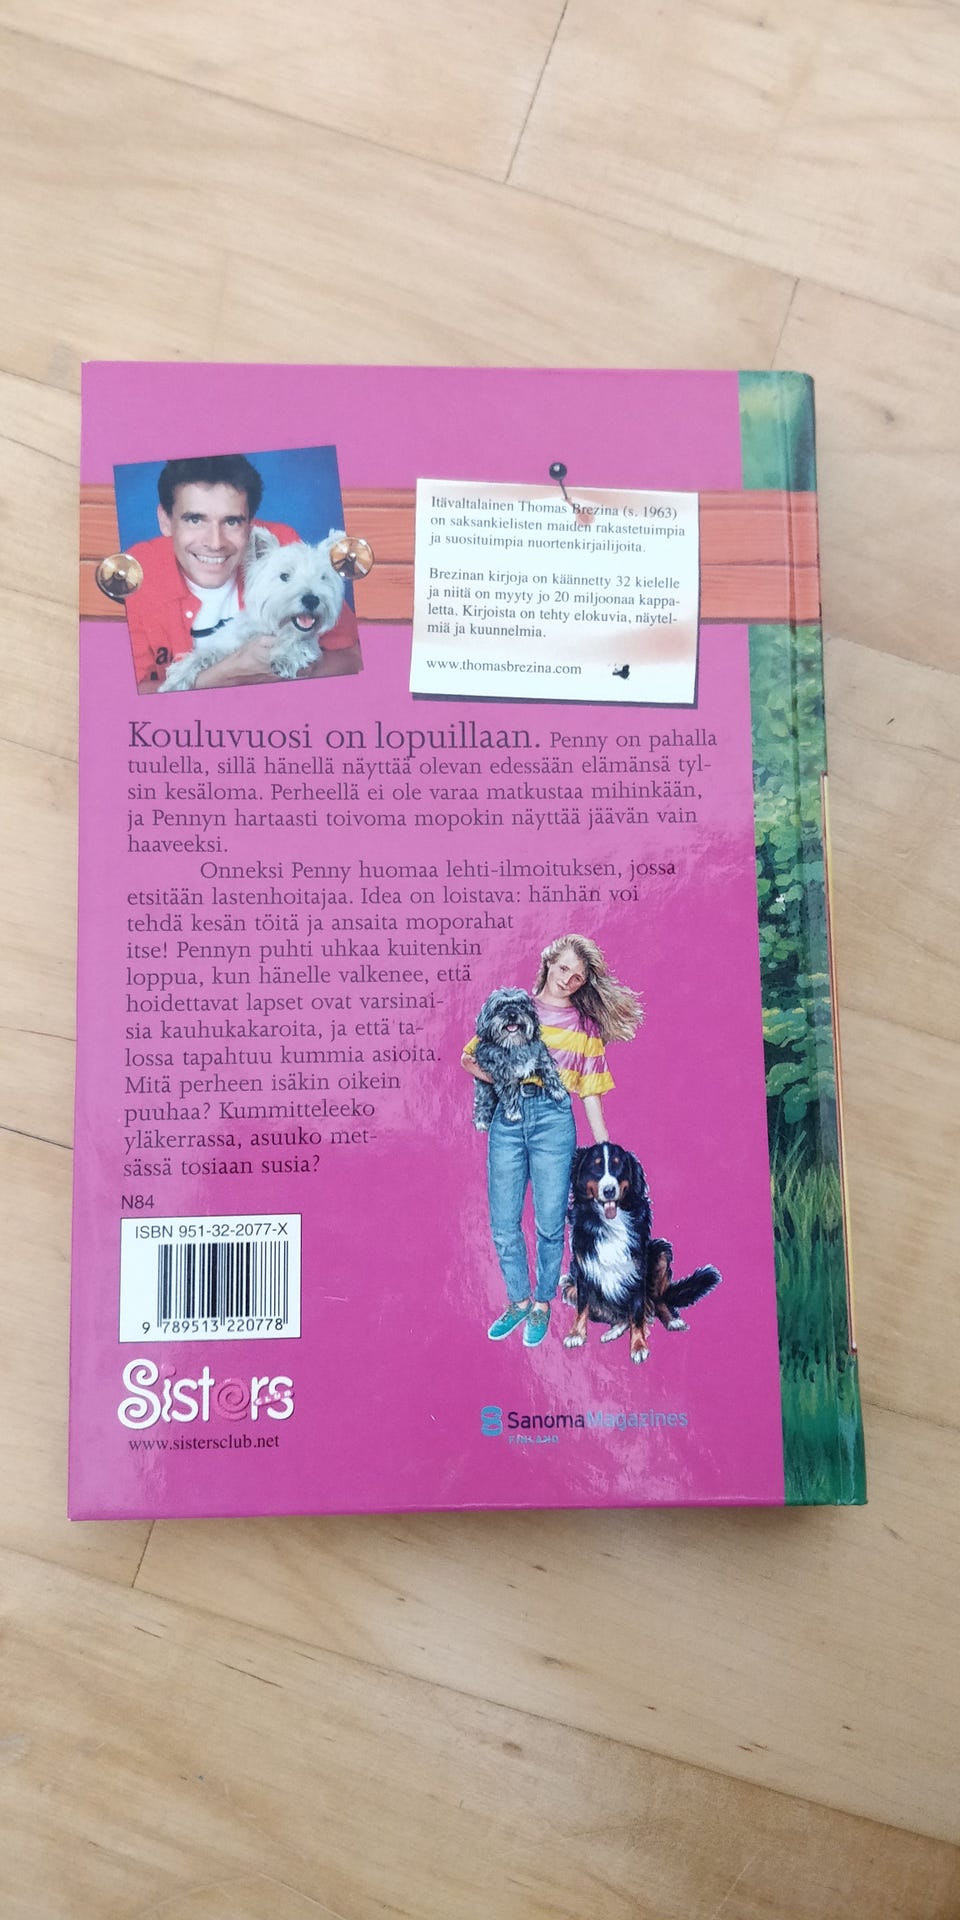 Itävaltalainen Thomas Brezina (s. 1963)
on saksankielisten maiden rakastetuimpia
ja suosituimpia nuortenkirjailijoita.
Brezinan kirjoja on käännetty 32 kielelle
ja niitä on myyty jo 20 miljoonaa kappa-
letta. Kirjoista on tehty elokuvia, näytel-
miä ja kuunnelmia.
www.thomasbrezina.com
Kouluvuosi on lopuillaan. Penny on pahalla
tuulella, sillä hänellä näyttää olevan edessään elämänsä tyl-
sin kesäloma. Perheellä ei ole varaa matkustaa mihinkään,
ja Pennyn hartaasti toivoma mopokin näyttää jäävän vain
haaveeksi.
Onneksi Penny huomaa lehti-ilmoituksen, jossa
etsitään lastenhoitajaa. Idea on loistava: hänhän voi
tehdä kesän töitä ja ansaita moporahat
itse! Pennyn puhti uhkaa kuitenkin
loppua, kun hänelle valkenee, että
hoidettavat lapset ovat varsinai-
sia kauhukakaroita, ja että ta-
lossa tapahtuu kummia asioita.
Mitä perheen isäkin oikein
puuhaa? Kummitteleeko
yläkerrassa, asuuko met-
sässä tosiaan susia?
N84
ISBN 951-32-2077-X
9 789513 220778
Sisters
CLUB
www.sistersclub.net
SanomaMagazines
FINLAND